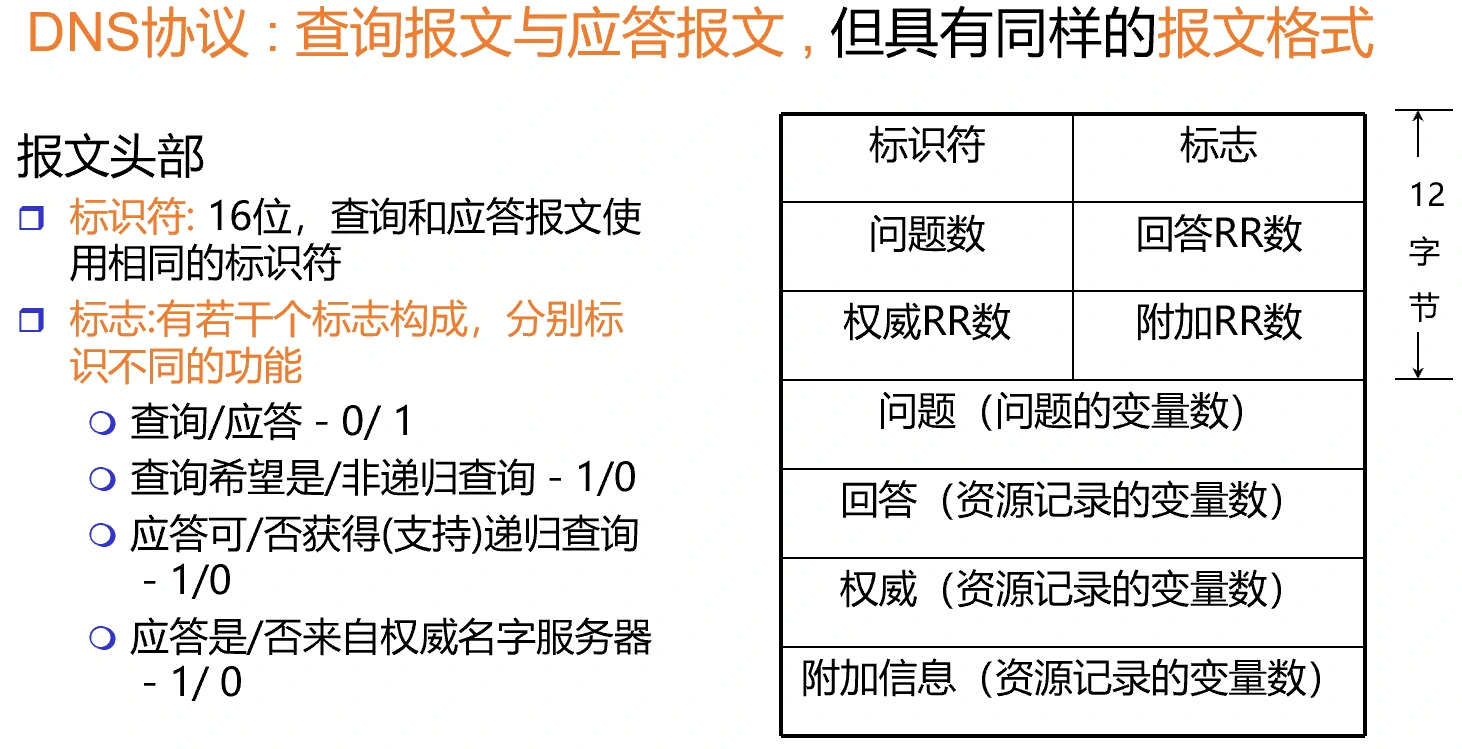 DNS协议：查询报文与应答报文，但具有同样的报文格式
报文头部
标识符: 16位，查询和应答报文使
用相同的标识符
标志:有若干个标志构成，分别标
识不同的功能
查询/应答 - 0/ 1
查询希望是/非递归查询 - 1/0
应答可/否获得(支持)递归查询
- 1/0
应答是/否来自权威名字服务器
- 1/ 0
标识符
标志
问题数
回答RR数
权威RR数
附加RR数
问题（问题的变量数）
回答（资源记录的变量数）
权威（资源记录的变量数）
附加信息（资源记录的变量数）
12
字
节